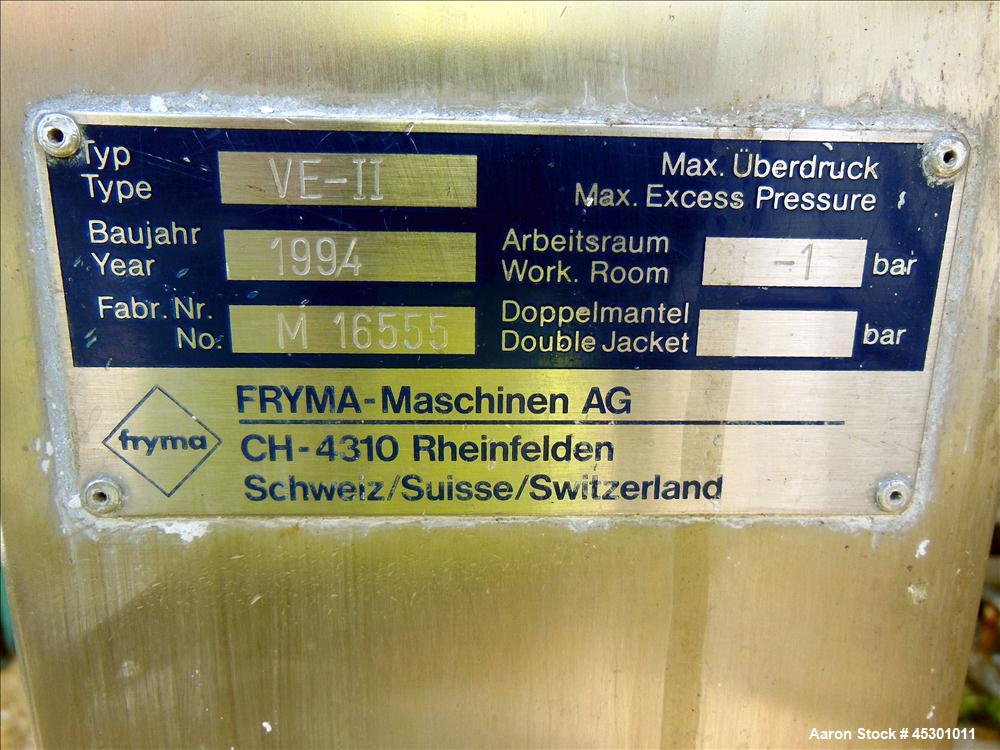 Typ
Type
VE-II
Baujahr
Year
1994
Fabr. Nr.
No.
M 16555
Max. Überdruck
Max. Excess Pressure
Arbeitsraum
Work. Room
-1 bar
Doppelmantel
Double Jacket
bar
fryma
FRYMA-Maschinen AG
CH-4310 Rheinfelden
Schweiz/Suisse/Switzerland
Aaron Stock # 45301011